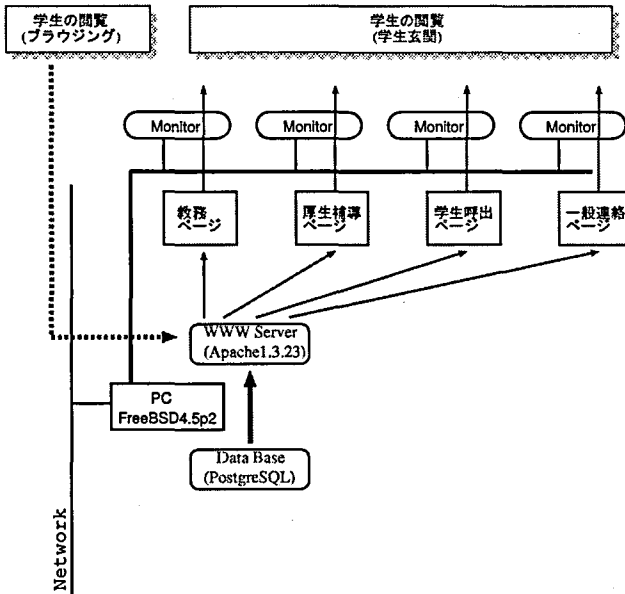 学生の閲覧
(ブラウジング)
学生の閲覧
(学生玄関)
Monitor
Monitor
Monitor
Monitor
教務
ページ
厚生補導
ページ
学生呼出
ページ
一般連絡
ページ
WWW Server
(Apache1.3.23)
PC
FreeBSD4.5p2
Data Base
(PostgreSQL)
Network